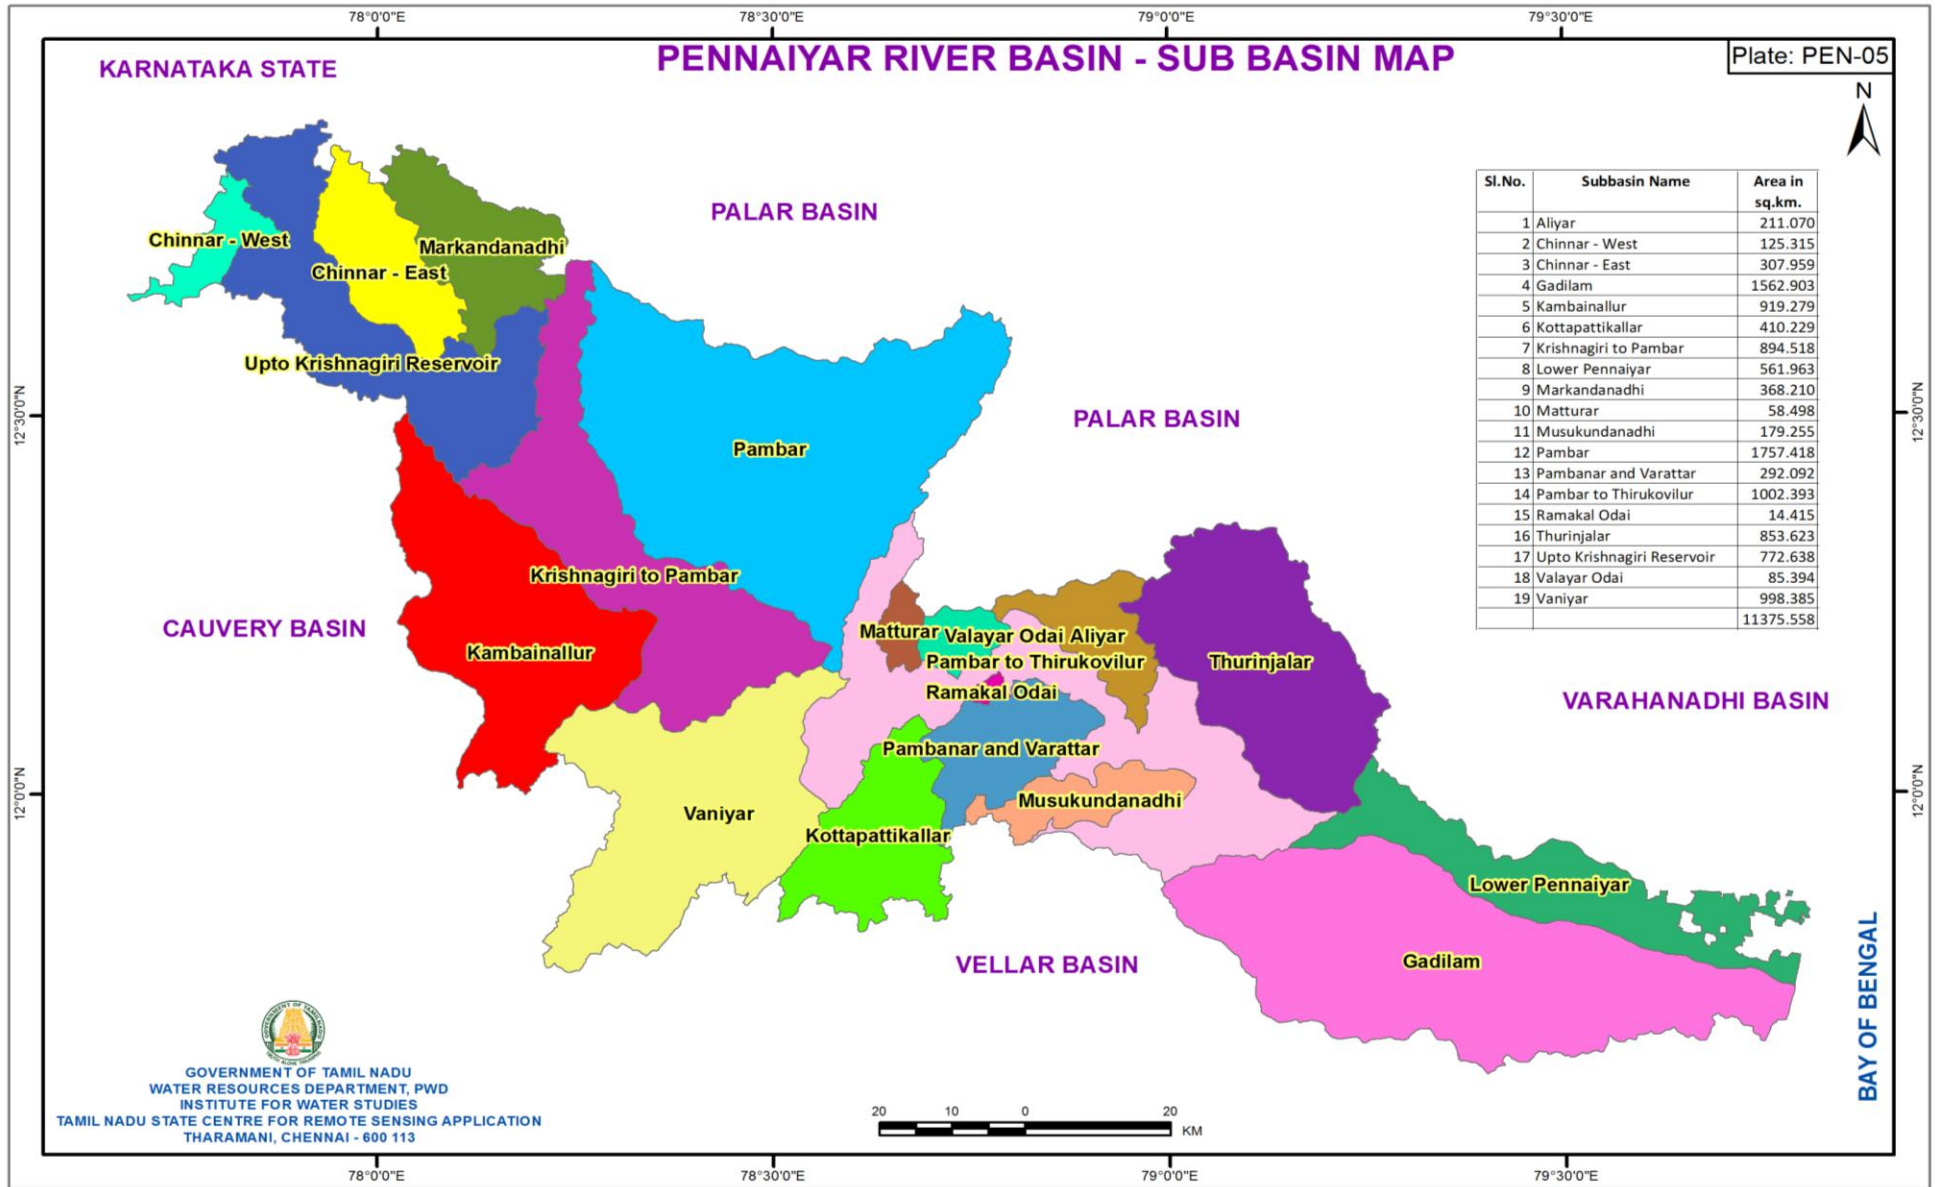 78°0'0"E
78°30'0"E
79°0'0"E
79°30'0"E
PENNAIYAR RIVER BASIN - SUB BASIN MAP
Plate: PEN-05
KARNATAKA STATE
N
PALAR BASIN
Sl.No. Subbasin Name Area in sq.km.
1 Aliyar 211.070
2 Chinnar - West 125.315
3 Chinnar - East 307.959
4 Gadilam 1562.903
5 Kambainallur 919.279
6 Kottapattikallar 410.229
7 Krishnagiri to Pambar 894.518
8 Lower Pennaiyar 561.963
9 Markandanadhi 368.210
10 Matturar 58.498
11 Musukundanadhi 179.255
12 Pambar 1757.418
13 Pambanar and Varattar 292.092
14 Pambar to Thirukovilur 1002.393
15 Ramakal Odai 14.415
16 Thurinjalar 853.623
17 Upto Krishnagiri Reservoir 772.638
18 Valayar Odai 85.394
19 Vaniyar 998.385
11375.558
Chinnar - West
Markandanadhi
Chinnar - East
Upto Krishnagiri Reservoir
12°30'0"N
12°30'0"N
PALAR BASIN
Pambar
Krishnagiri to Pambar
CAUVERY BASIN
Kambainallur
Matturar
Valayar Odai
Aliyar
Pambar to Thirukovilur
Thurinjalar
Ramakal Odai
VARAHANADHI BASIN
Pambanar and Varattar
12°0'0"N
12°0'0"N
Vaniyar
Musukundanadhi
Kottapattikallar
Lower Pennaiyar
VELLAR BASIN
Gadilam
BAY OF BENGAL
GOVERNMENT OF TAMIL NADU
WATER RESOURCES DEPARTMENT, PWD
INSTITUTE FOR WATER STUDIES
TAMIL NADU STATE CENTRE FOR REMOTE SENSING APPLICATION
THARAMANI, CHENNAI - 600 113
20 10 0 20
KM
78°0'0"E
78°30'0"E
79°0'0"E
79°30'0"E